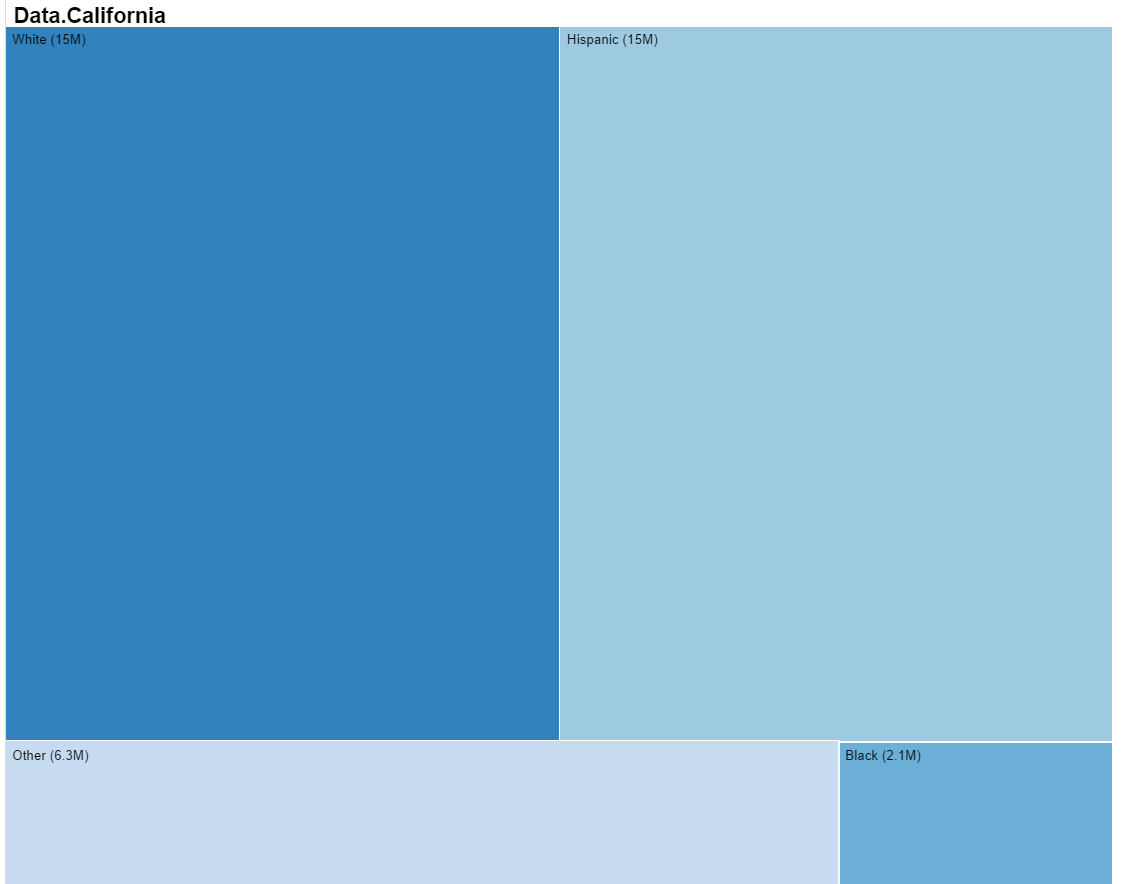 Data.California
White (15M)
Hispanic (15M)
Other (6.3M)
Black (2.1M)